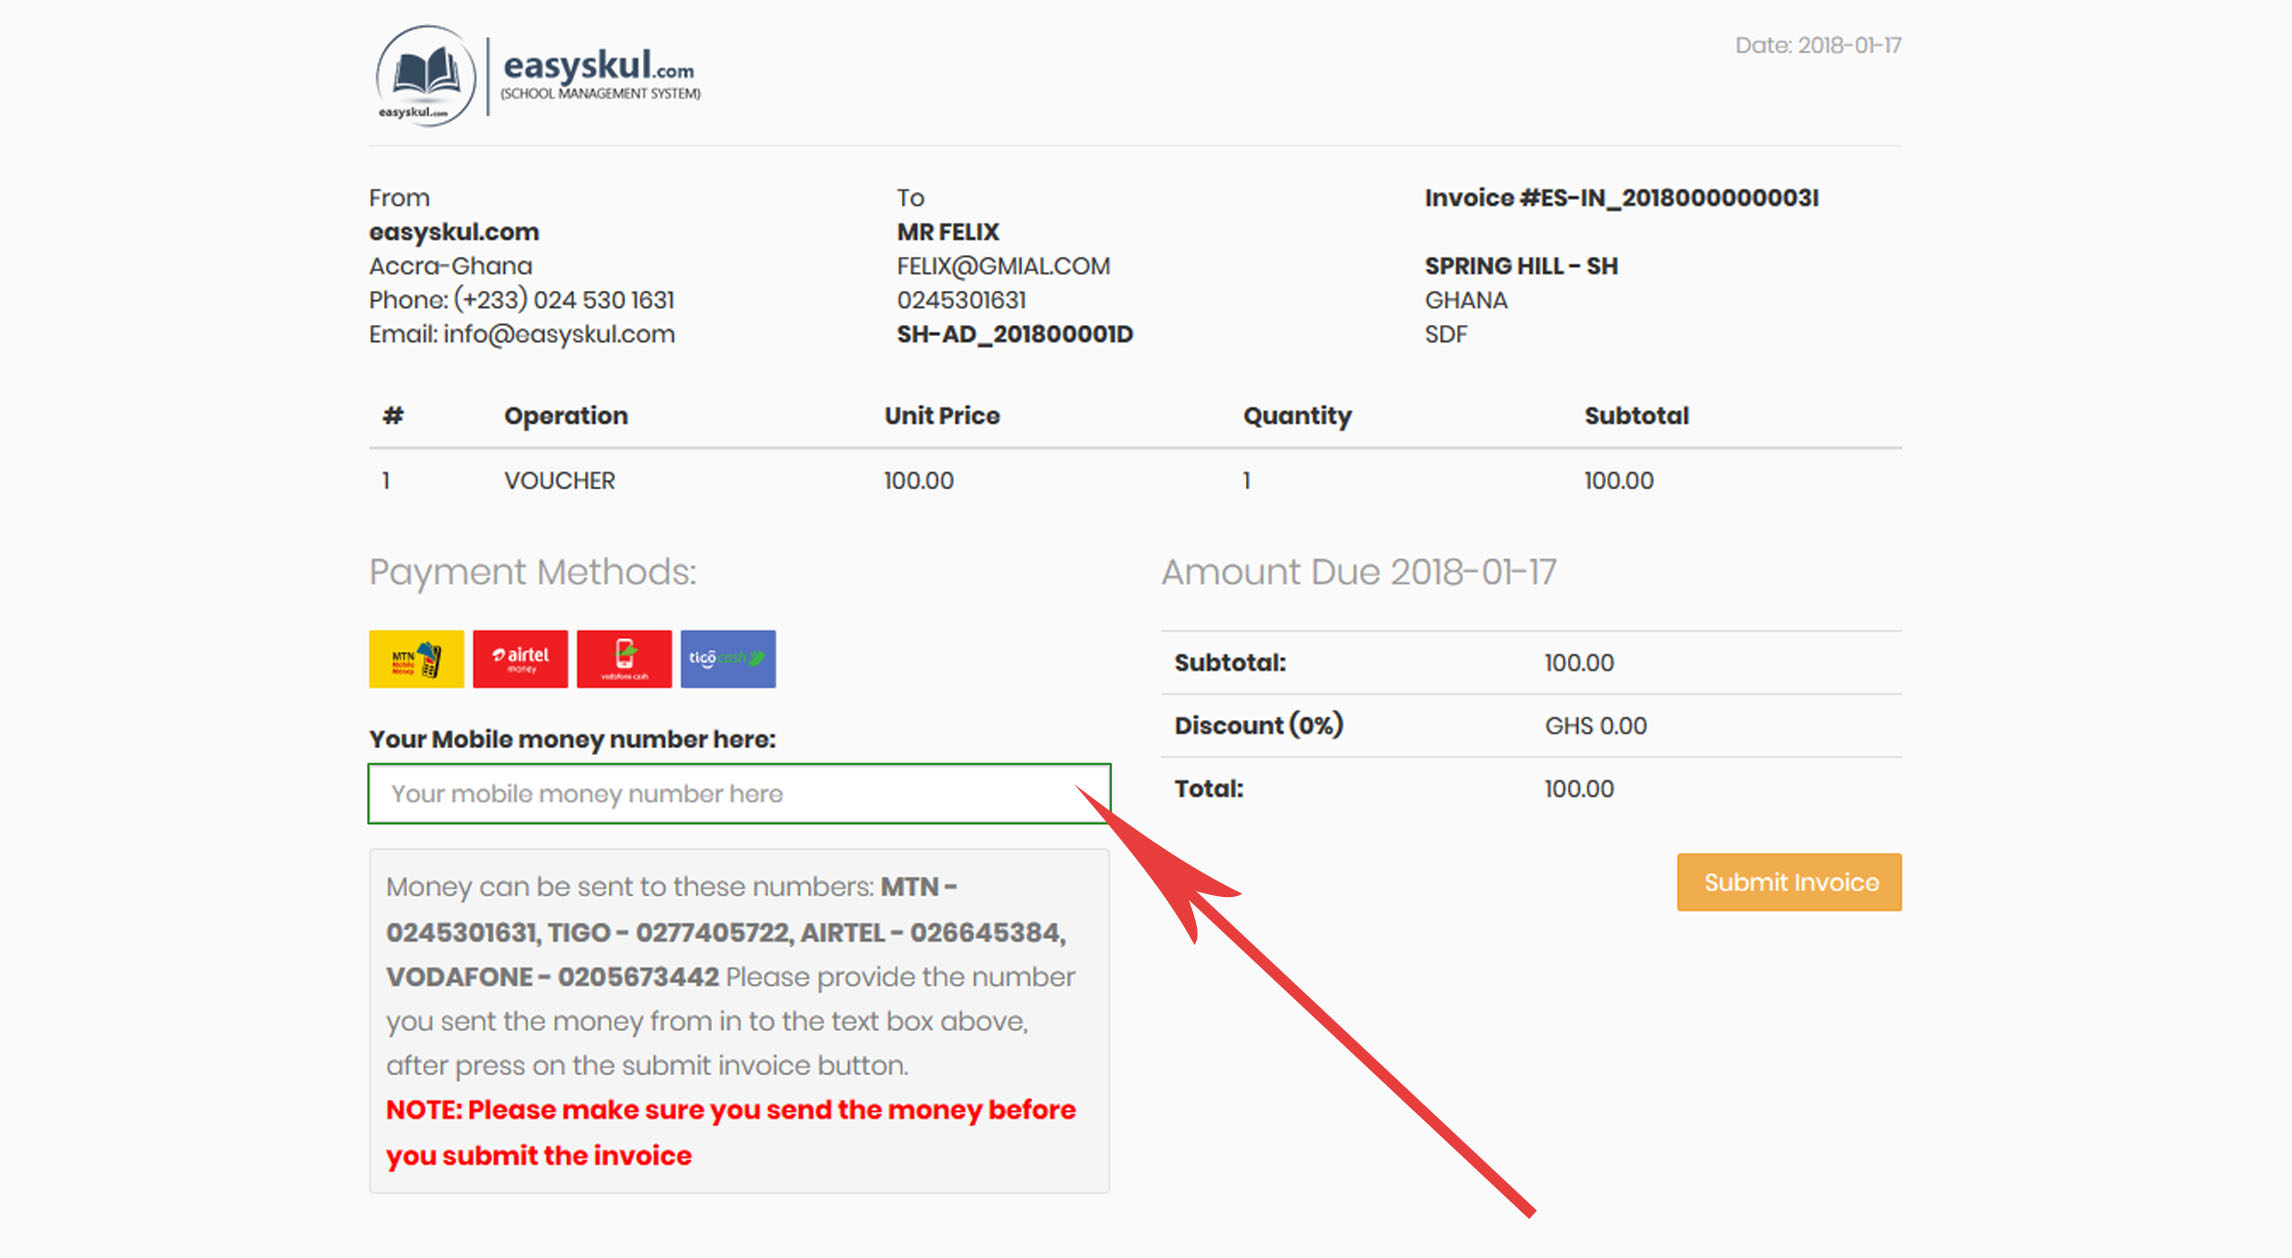 easyskul.com
(SCHOOL MANAGEMENT SYSTEM)
easyskul.com
Date: 2018-01-17
From
easyskul.com
Accra-Ghana
Phone: (+233) 024 530 1631
Email: info@easyskul.com
To
MR FELIX
FELIX@GMIAL.COM
0245301631
SH-AD_201800001D
Invoice #ES-IN_2018000000003I
SPRING HILL - SH
GHANA
SDF
# Operation Unit Price Quantity Subtotal
1 VOUCHER 100.00 1 100.00
Payment Methods:
MTN
Mobile
Money
airtel
money
vodafone cash
tigo cash
Your Mobile money number here:
Your mobile money number here
Money can be sent to these numbers: MTN -
0245301631, TIGO - 0277405722, AIRTEL - 026645384,
VODAFONE - 0205673442 Please provide the number
you sent the money from in to the text box above,
after press on the submit invoice button.
NOTE: Please make sure you send the money before
you submit the invoice
Amount Due 2018-01-17
Subtotal: 100.00
Discount (0%) GHS 0.00
Total: 100.00
Submit Invoice